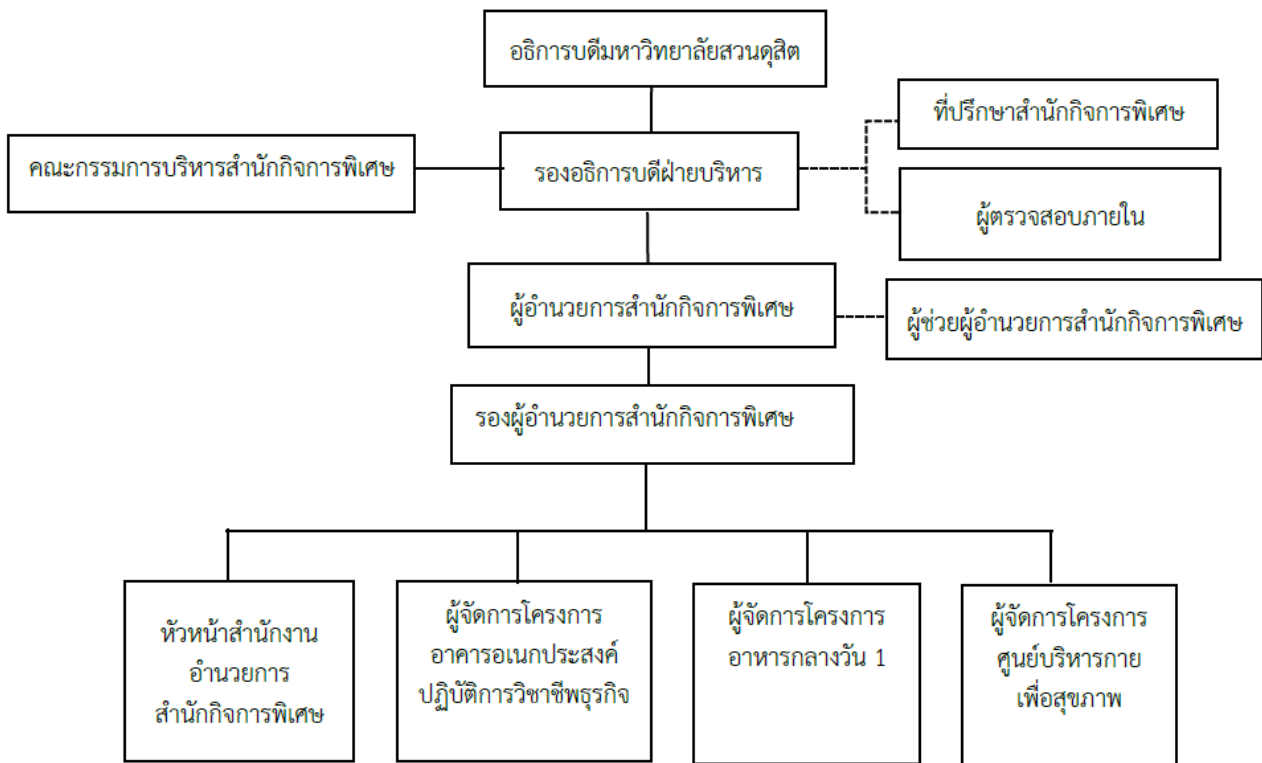 อธิการบดีมหาวิทยาลัยสวนดุสิต
ที่ปรึกษาสำนักกิจการพิเศษ
คณะกรรมการบริหารสำนักกิจการพิเศษ
รองอธิการบดีฝ่ายบริหาร
ผู้ตรวจสอบภายใน
ผู้อำนวยการสำนักกิจการพิเศษ
ผู้ช่วยผู้อำนวยการสำนักกิจการพิเศษ
รองผู้อำนวยการสำนักกิจการพิเศษ
หัวหน้าสำนักงาน
อำนวยการ
สำนักกิจการพิเศษ
ผู้จัดการโครงการ
อาคารอเนกประสงค์
ปฏิบัติการวิชาชีพธุรกิจ
ผู้จัดการโครงการ
อาหารกลางวัน 1
ผู้จัดการโครงการ
ศูนย์บริหารกาย
เพื่อสุขภาพ